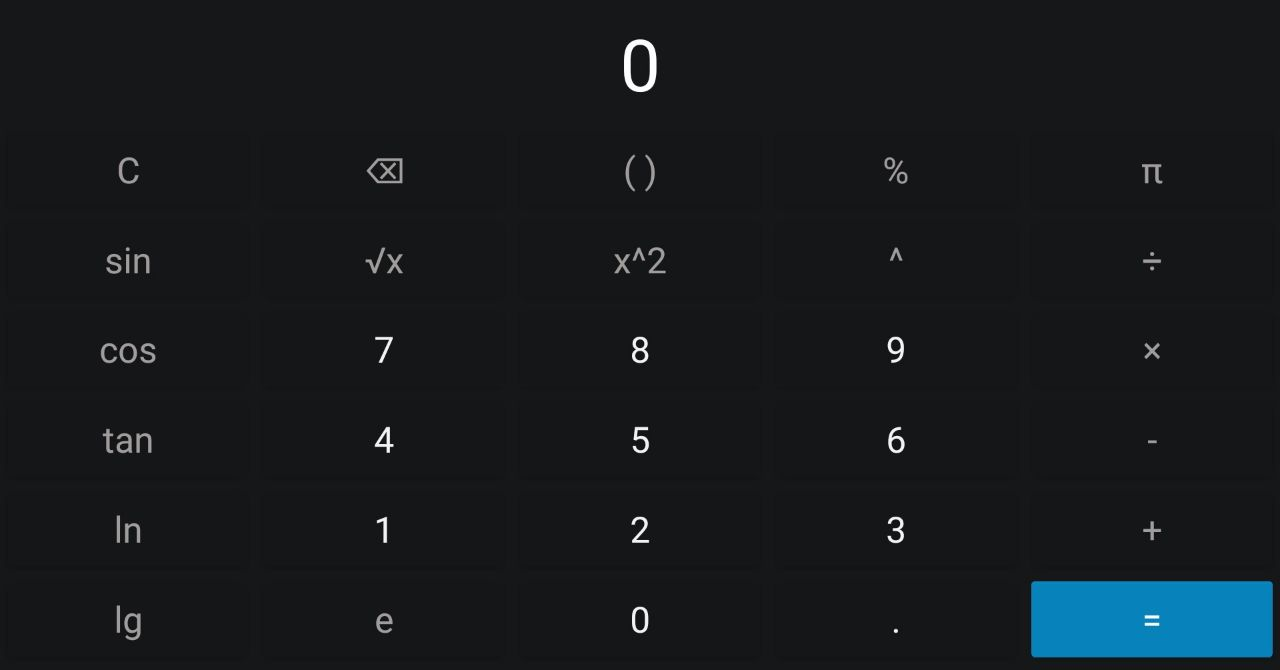 0
C ⌫ ( ) % π
sin √x x^2 ^ ÷
cos 7 8 9 ×
tan 4 5 6 -
ln 1 2 3 +
lg e 0 . =